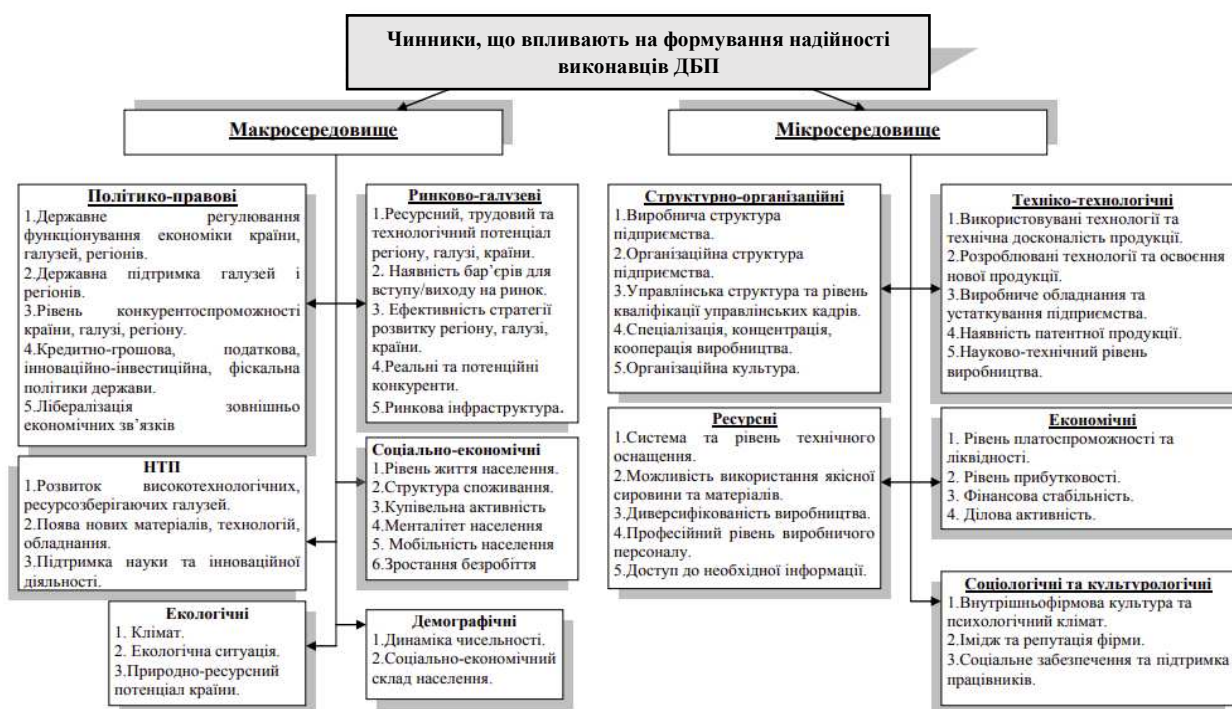 Чинники, що впливають на формування надійності
виконавців ДБП
Макросередовище
Мікросередовище
Політико-правові
1.Державне регулювання
функціонування економіки країни,
галузей, регіонів.
2.Державна підтримка галузей і
регіонів.
3.Рівень конкурентоспроможності
країни, галузі, регіону.
4.Кредитно-грошова, податкова,
інноваційно-інвестиційна, фіскальна
політики держави.
5.Лібералізація зовнішньо
економічних зв’язків
Ринково-галузеві
1.Ресурсний, трудовий та
технологічний потенціал
регіону, галузі, країни.
2. Наявність бар’єрів для
вступу/виходу на ринок.
3. Ефективність стратегії
розвитку регіону, галузі,
країни.
4.Реальні та потенційні
конкуренти.
5.Ринкова інфраструктура.
Структурно-організаційні
1.Виробнича структура
підприємства.
2.Організаційна структура
підприємства.
3.Управлінська структура та рівень
кваліфікації управлінських кадрів.
4.Спеціалізація, концентрація,
кооперація виробництва.
5.Організаційна культура.
Техніко-технологічні
1.Використовувані технології та
технічна досконалість продукції.
2.Розроблювані технології та освоєння
нової продукції.
3.Виробниче обладнання та
устаткування підприємства.
4.Наявність патентної продукції.
5.Науково-технічний рівень
виробництва.
НТП
1.Розвиток високотехнологічних,
ресурсозберігаючих галузей.
2.Поява нових матеріалів, технологій,
обладнання.
3.Підтримка науки та інноваційної
діяльності.
Соціально-економічні
1.Рівень життя населення.
2.Структура споживання.
3.Купівельна активність
4.Менталітет населення
5. Мобільність населення
6.Зростання безробіття
Ресурсні
1.Система та рівень технічного
оснащення.
2.Можливість використання якісної
сировини та матеріалів.
3.Диверсифікованість виробництва.
4.Професійний рівень виробничого
персоналу.
5.Доступ до необхідної інформації.
Економічні
1. Рівень платоспроможності та
ліквідності.
2. Рівень прибутковості.
3. Фінансова стабільність.
4. Ділова активність.
Екологічні
1. Клімат.
2. Екологічна ситуація.
3.Природно-ресурсний
потенціал країни.
Демографічні
1.Динаміка чисельності.
2.Соціально-економічний
склад населення.
Соціологічні та культурологічні
1.Внутрішньофірмова культура та
психологічний клімат.
2.Імідж та репутація фірми.
3.Соціальне забезпечення та підтримка
працівників.